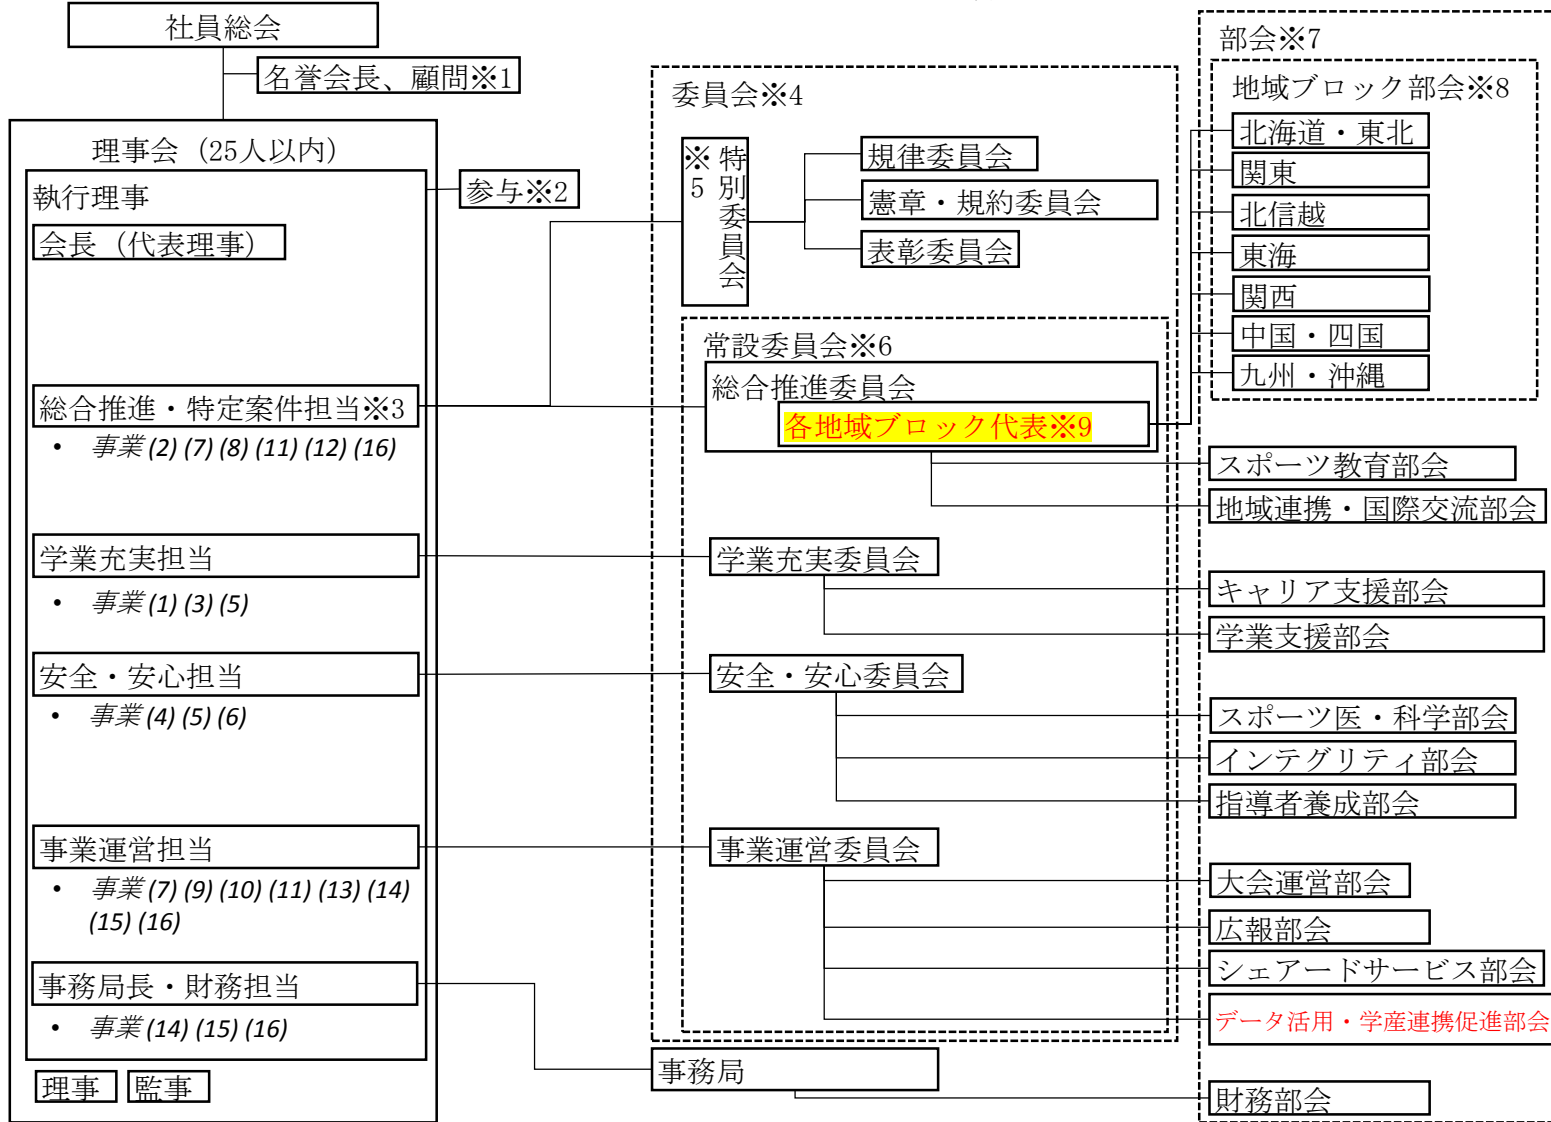 社員総会
名誉会長、顧問※1
理事会（25人以内）
執行理事
会長（代表理事）
参与※2
総合推進・特定案件担当※3
• 事業(2) (7) (8) (11) (12) (16)
学業充実担当
• 事業(1) (3) (5)
安全・安心担当
• 事業(4) (5) (6)
事業運営担当
• 事業(7) (9) (10) (11) (13) (14)
(15) (16)
事務局長・財務担当
• 事業(14) (15) (16)
理事
監事
委員会※4
特別委員会
※5
規律委員会
憲章・規約委員会
表彰委員会
常設委員会※6
総合推進委員会
各地域ブロック代表※9
学業充実委員会
安全・安心委員会
事業運営委員会
事務局
部会※7
地域ブロック部会※8
北海道・東北
関東
北信越
東海
関西
中国・四国
九州・沖縄
スポーツ教育部会
地域連携・国際交流部会
キャリア支援部会
学業支援部会
スポーツ医・科学部会
インテグリティ部会
指導者養成部会
大会運営部会
広報部会
シェアードサービス部会
データ活用・学産連携促進部会
財務部会